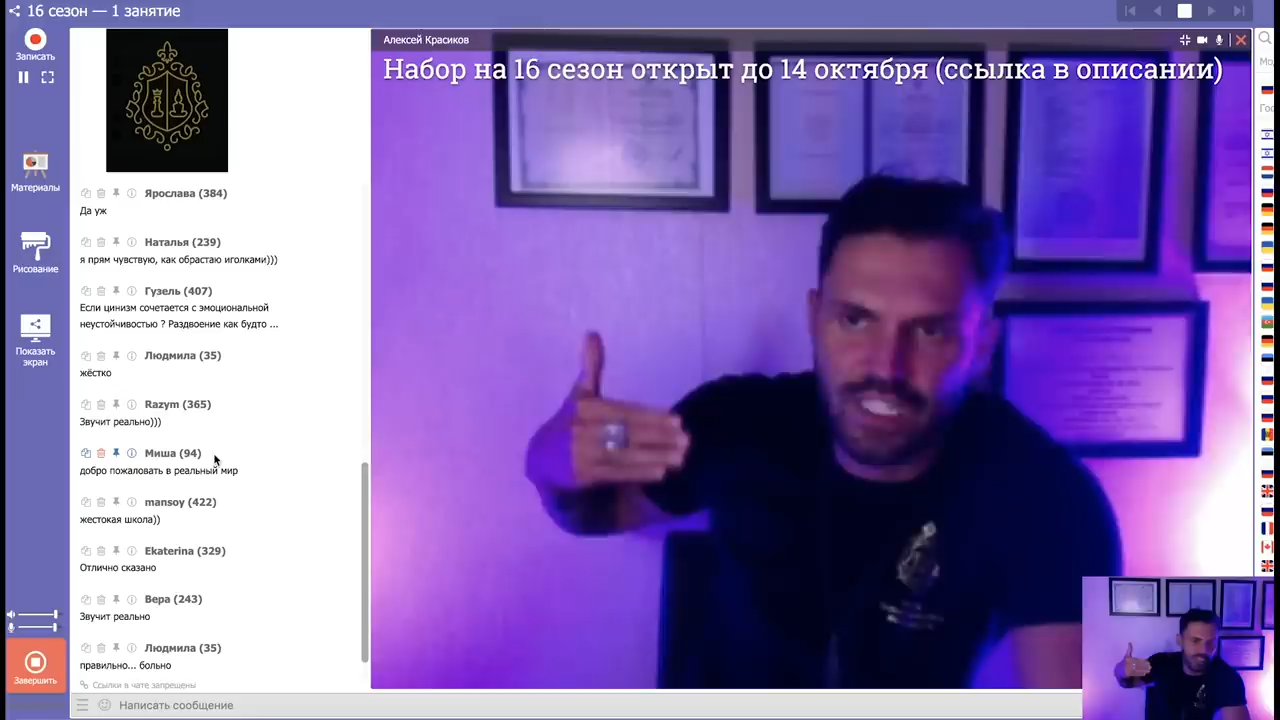 16 сезон — 1 занятие
Записать
Материалы
Рисование
Показать
экран
Завершить
Ярослава (384)
Да уж
Наталья (239)
я прям чувствую, как обрастаю иголками)))
Гузель (407)
Если цинизм сочетается с эмоциональной
неустойчивостью ? Раздвоение как будто ...
Людмила (35)
жёстко
Razym (365)
Звучит реально)))
Миша (94)
добро пожаловать в реальный мир
mansoy (422)
жестокая школа))
Ekaterina (329)
Отлично сказано
Вера (243)
Звучит реально
Людмила (35)
правильно... больно
Ссылки в чате запрещены
Написать сообщение
Алексей Красиков
Набор на 16 сезон открыт до 14 октября (ссылка в описании)